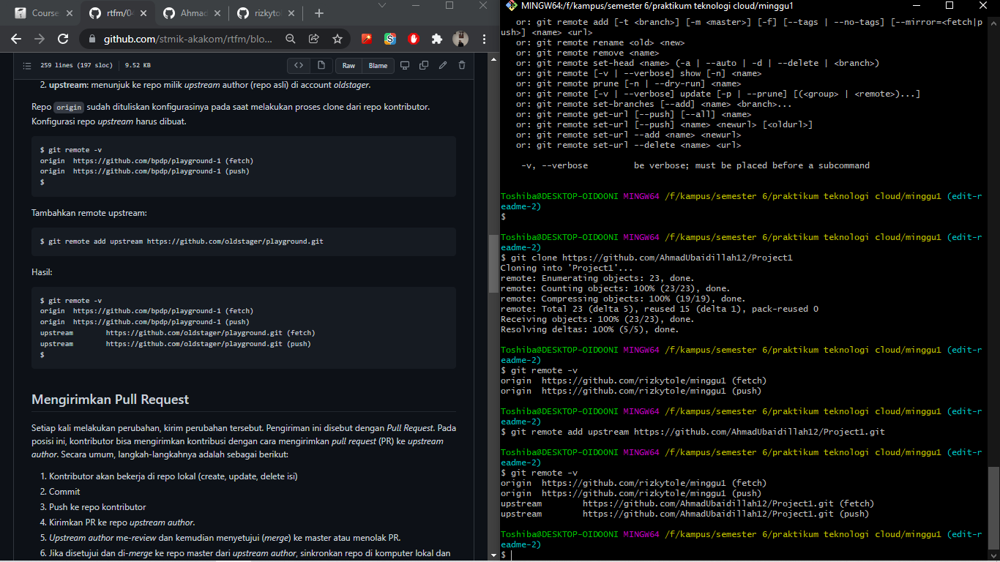 Course
rtfm/04
Ahmad
rizkytol
github.com/stmik-akakom/rtfm/blo...
259 lines (197 sloc) 9.52 KB
Raw
Blame
2. upstream: menunjuk ke repo milik upstream author (repo asli) di account oldstager.
Repo origin sudah dituliskan konfigurasinya pada saat melakukan proses clone dari repo kontributor.
Konfigurasi repo upstream harus dibuat.
$ git remote -v
origin https://github.com/bpdp/playground-1 (fetch)
origin https://github.com/bpdp/playground-1 (push)
$
Tambahkan remote upstream:
$ git remote add upstream https://github.com/oldstager/playground.git
Hasil:
$ git remote -v
origin https://github.com/bpdp/playground-1 (fetch)
origin https://github.com/bpdp/playground-1 (push)
upstream https://github.com/oldstager/playground.git (fetch)
upstream https://github.com/oldstager/playground.git (push)
$
Mengirimkan Pull Request
Setiap kali melakukan perubahan, kirim perubahan tersebut. Pengiriman ini disebut dengan Pull Request. Pada
posisi ini, kontributor bisa mengirimkan kontribusi dengan cara mengirimkan pull request (PR) ke upstream
author. Secara umum, langkah-langkahnya adalah sebagai berikut:
1. Kontributor akan bekerja di repo lokal (create, update, delete isi)
2. Commit
3. Push ke repo kontributor
4. Kirimkan PR ke repo upstream author.
5. Upstream author me-review dan kemudian menyetujui (merge) ke master atau menolak PR.
6. Jika disetujui dan di-merge ke repo master dari upstream author, sinkronkan repo di komputer lokal dan
MINGW64:/f/kampus/semester 6/praktikum teknologi cloud/minggu1
or: git remote add [-t <branch>] [-m <master>] [-f] [--tags | --no-tags] [--mirror=<fetch|p
ush>] <name> <url>
or: git remote rename <old> <new>
or: git remote remove <name>
or: git remote set-head <name> (-a | --auto | -d | --delete | <branch>)
or: git remote [-v | --verbose] show [-n] <name>
or: git remote prune [-n | --dry-run] <name>
or: git remote [-v | --verbose] update [-p | --prune] [(<group> | <remote>)...]
or: git remote set-branches [--add] <name> <branch>...
or: git remote get-url [--push] [--all] <name>
or: git remote set-url [--push] <name> <newurl> [<oldurl>]
or: git remote set-url --add <name> <newurl>
or: git remote set-url --delete <name> <url>
-v, --verbose be verbose; must be placed before a subcommand
Toshiba@DESKTOP-OIDOONI MINGW64 /f/kampus/semester 6/praktikum teknologi cloud/minggu1 (edit-r
eadme-2)
$
Toshiba@DESKTOP-OIDOONI MINGW64 /f/kampus/semester 6/praktikum teknologi cloud/minggu1 (edit-r
eadme-2)
$ git clone https://github.com/AhmadUbaidillah12/Project1
Cloning into 'Project1'...
remote: Enumerating objects: 23, done.
remote: Counting objects: 100% (23/23), done.
remote: Compressing objects: 100% (19/19), done.
remote: Total 23 (delta 5), reused 15 (delta 1), pack-reused 0
Receiving objects: 100% (23/23), done.
Resolving deltas: 100% (5/5), done.
Toshiba@DESKTOP-OIDOONI MINGW64 /f/kampus/semester 6/praktikum teknologi cloud/minggu1 (edit-r
eadme-2)
$ git remote -v
origin https://github.com/rizkytole/minggu1 (fetch)
origin https://github.com/rizkytole/minggu1 (push)
Toshiba@DESKTOP-OIDOONI MINGW64 /f/kampus/semester 6/praktikum teknologi cloud/minggu1 (edit-r
eadme-2)
$ git remote add upstream https://github.com/AhmadUbaidillah12/Project1.git
Toshiba@DESKTOP-OIDOONI MINGW64 /f/kampus/semester 6/praktikum teknologi cloud/minggu1 (edit-r
eadme-2)
$ git remote -v
origin https://github.com/rizkytole/minggu1 (fetch)
origin https://github.com/rizkytole/minggu1 (push)
upstream https://github.com/AhmadUbaidillah12/Project1.git (fetch)
upstream https://github.com/AhmadUbaidillah12/Project1.git (push)
Toshiba@DESKTOP-OIDOONI MINGW64 /f/kampus/semester 6/praktikum teknologi cloud/minggu1 (edit-r
eadme-2)
$